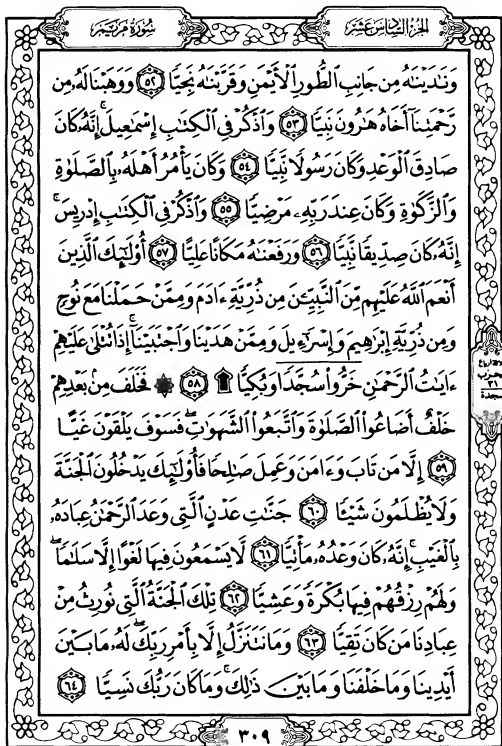 الجزء السادس عشر
سورة مريم
وَنَٰدَيْنَٰهُ مِن جَانِبِ ٱلطُّورِ ٱلْأَيْمَنِ وَقَرَّبْنَٰهُ نَجِيًّا ٥٢ وَوَهَبْنَا لَهُۥ مِن
رَّحْمَتِنَآ أَخَاهُ هَٰرُونَ نَبِيًّا ٥٣ وَٱذْكُرْ فِى ٱلْكِتَٰبِ إِسْمَٰعِيلَ ۚ إِنَّهُۥ كَانَ
صَادِقَ ٱلْوَعْدِ وَكَانَ رَسُولًا نَّبِيًّا ٥٤ وَكَانَ يَأْمُرُ أَهْلَهُۥ بِٱلصَّلَوٰةِ
وَٱلزَّكَوٰةِ وَكَانَ عِندَ رَبِّهِۦ مَرْضِيًّا ٥٥ وَٱذْكُرْ فِى ٱلْكِتَٰبِ إِدْرِيسَ ۚ
إِنَّهُۥ كَانَ صِدِّيقًا نَّبِيًّا ٥٦ وَرَفَعْنَٰهُ مَكَانًا عَلِيًّا ٥٧ أُو۟لَٰٓئِكَ ٱلَّذِينَ
أَنْعَمَ ٱللَّهُ عَلَيْهِم مِّنَ ٱلنَّبِيِّۦنَ مِن ذُرِّيَّةِ ءَادَمَ وَمِمَّنْ حَمَلْنَا مَعَ نُوحٍ
وَمِن ذُرِّيَّةِ إِبْرَٰهِيمَ وَإِسْرَٰٓءِيلَ وَمِمَّنْ هَدَيْنَا وَٱجْتَبَيْنَآ ۚ إِذَا تُتْلَىٰ عَلَيْهِمْ
ءَايَٰتُ ٱلرَّحْمَٰنِ خَرُّوا۟ سُجَّدًا وَبُكِيًّا ۩ ٥٨ ۞ فَخَلَفَ مِنۢ بَعْدِهِمْ
خَلْفٌ أَضَاعُوا۟ ٱلصَّلَوٰةَ وَٱتَّبَعُوا۟ ٱلشَّهَوَٰتِ ۖ فَسَوْفَ يَلْقَوْنَ غَيًّا
٥٩ إِلَّا مَن تَابَ وَءَامَنَ وَعَمِلَ صَٰلِحًا فَأُو۟لَٰٓئِكَ يَدْخُلُونَ ٱلْجَنَّةَ
وَلَا يُظْلَمُونَ شَيْـًٔا ٦٠ جَنَّٰتِ عَدْنٍ ٱلَّتِى وَعَدَ ٱلرَّحْمَٰنُ عِبَادَهُۥ
بِٱلْغَيْبِ ۚ إِنَّهُۥ كَانَ وَعْدُهُۥ مَأْتِيًّا ٦١ لَّا يَسْمَعُونَ فِيهَا لَغْوًا إِلَّا سَلَٰمًا ۖ
وَلَهُمْ رِزْقُهُمْ فِيهَا بُكْرَةً وَعَشِيًّا ٦٢ تِلْكَ ٱلْجَنَّةُ ٱلَّتِى نُورِثُ مِنْ
عِبَادِنَا مَن كَانَ تَقِيًّا ٦٣ وَمَا نَتَنَزَّلُ إِلَّا بِأَمْرِ رَبِّكَ ۖ لَهُۥ مَا بَيْنَ
أَيْدِينَا وَمَا خَلْفَنَا وَمَا بَيْنَ ذَٰلِكَ ۚ وَمَا كَانَ رَبُّكَ نَسِيًّا ٦٤
حزب
٣١
سجدة
٣٠٩